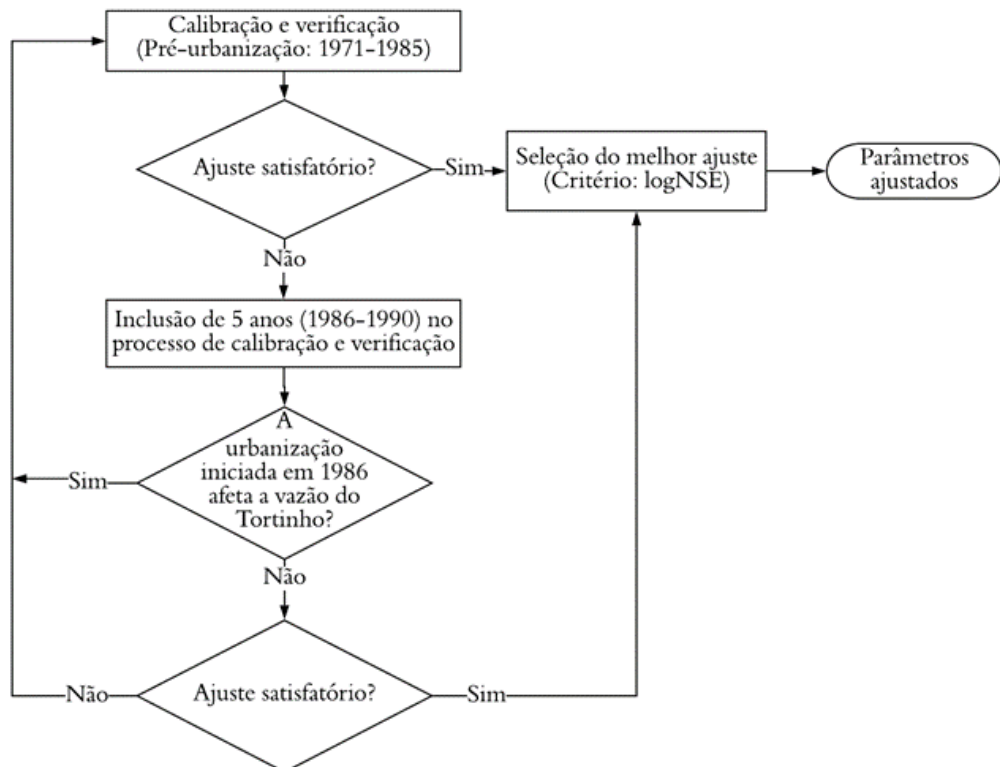 Calibração e verificação
(Pré-urbanização: 1971-1985)
Ajuste satisfatório?
Sim
Seleção do melhor ajuste
(Critério: logNSE)
Parâmetros
ajustados
Não
Inclusão de 5 anos (1986-1990) no
processo de calibração e verificação
A
urbanização
iniciada em 1986
afeta a vazão do
Tortinho?
Sim
Não
Ajuste satisfatório?
Não
Sim